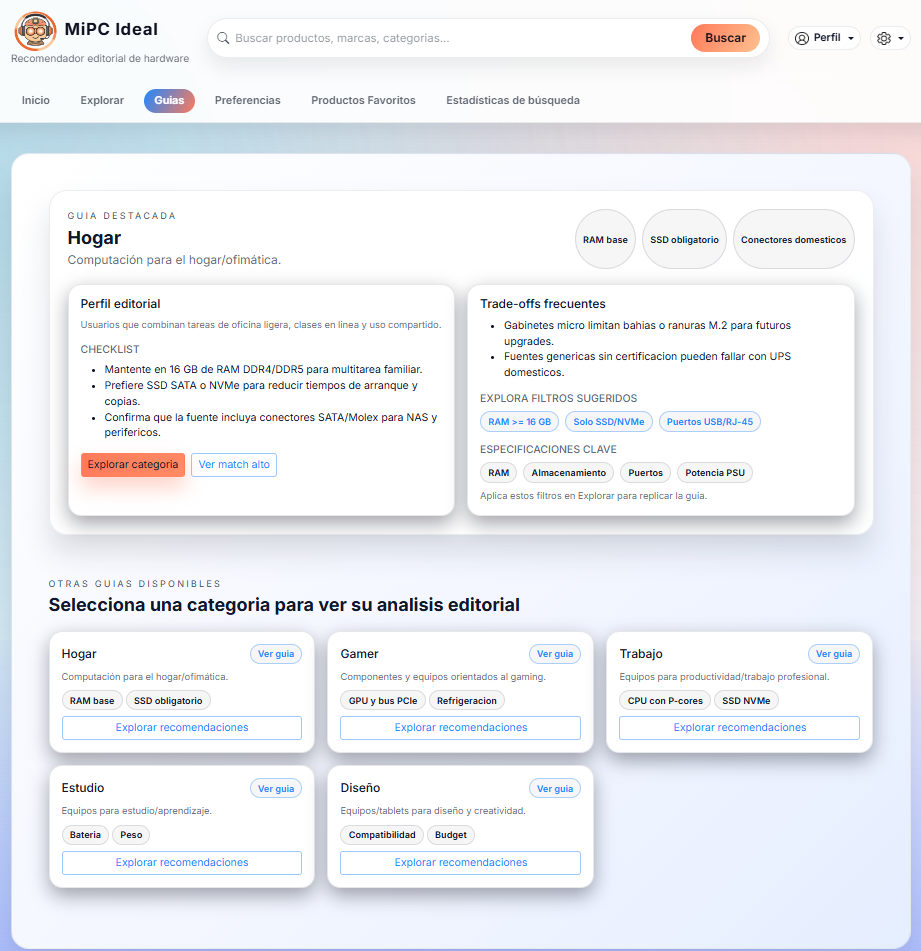 MiPC Ideal
Recomendador editorial de hardware
Buscar productos, marcas, categorias...
Buscar
Perfil
Inicio
Explorar
Guias
Preferencias
Productos Favoritos
Estadísticas de búsqueda
GUIA DESTACADA
Hogar
Computación para el hogar/ofimática.
RAM base
SSD obligatorio
Conectores domesticos
Perfil editorial
Usuarios que combinan tareas de oficina ligera, clases en linea y uso compartido.
CHECKLIST
Mantente en 16 GB de RAM DDR4/DDR5 para multitarea familiar.
Prefiere SSD SATA o NVMe para reducir tiempos de arranque y
copias.
Confirma que la fuente incluya conectores SATA/Molex para NAS y
perifericos.
Explorar categoria
Ver match alto
Trade-offs frecuentes
Gabinetes micro limitan bahias o ranuras M.2 para futuros
upgrades.
Fuentes genericas sin certificacion pueden fallar con UPS
domesticos.
EXPLORA FILTROS SUGERIDOS
RAM >= 16 GB
Solo SSD/NVMe
Puertos USB/RJ-45
ESPECIFICACIONES CLAVE
RAM
Almacenamiento
Puertos
Potencia PSU
Aplica estos filtros en Explorar para replicar la guia.
OTRAS GUIAS DISPONIBLES
Selecciona una categoria para ver su analisis editorial
Hogar
Ver guia
Computación para el hogar/ofimática.
RAM base
SSD obligatorio
Explorar recomendaciones
Gamer
Ver guia
Componentes y equipos orientados al gaming.
GPU y bus PCIe
Refrigeracion
Explorar recomendaciones
Trabajo
Ver guia
Equipos para productividad/trabajo profesional.
CPU con P-cores
SSD NVMe
Explorar recomendaciones
Estudio
Ver guia
Equipos para estudio/aprendizaje.
Bateria
Peso
Explorar recomendaciones
Diseño
Ver guia
Equipos/tablets para diseño y creatividad.
Compatibilidad
Budget
Explorar recomendaciones